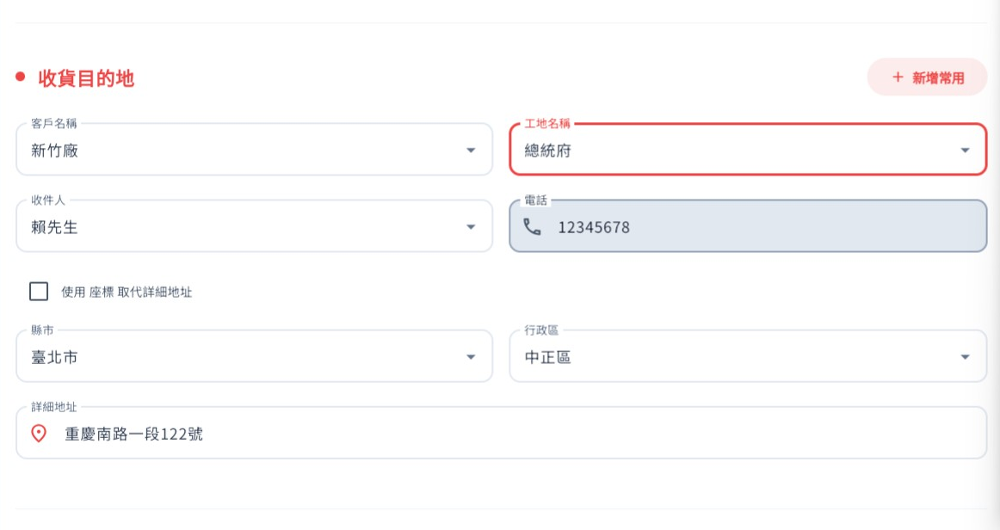 收貨目的地
+ 新增常用
客戶名稱
新竹廠
工地名稱
總統府
收件人
賴先生
電話
12345678
使用 座標 取代詳細地址
縣市
臺北市
行政區
中正區
詳細地址
重慶南路一段122號